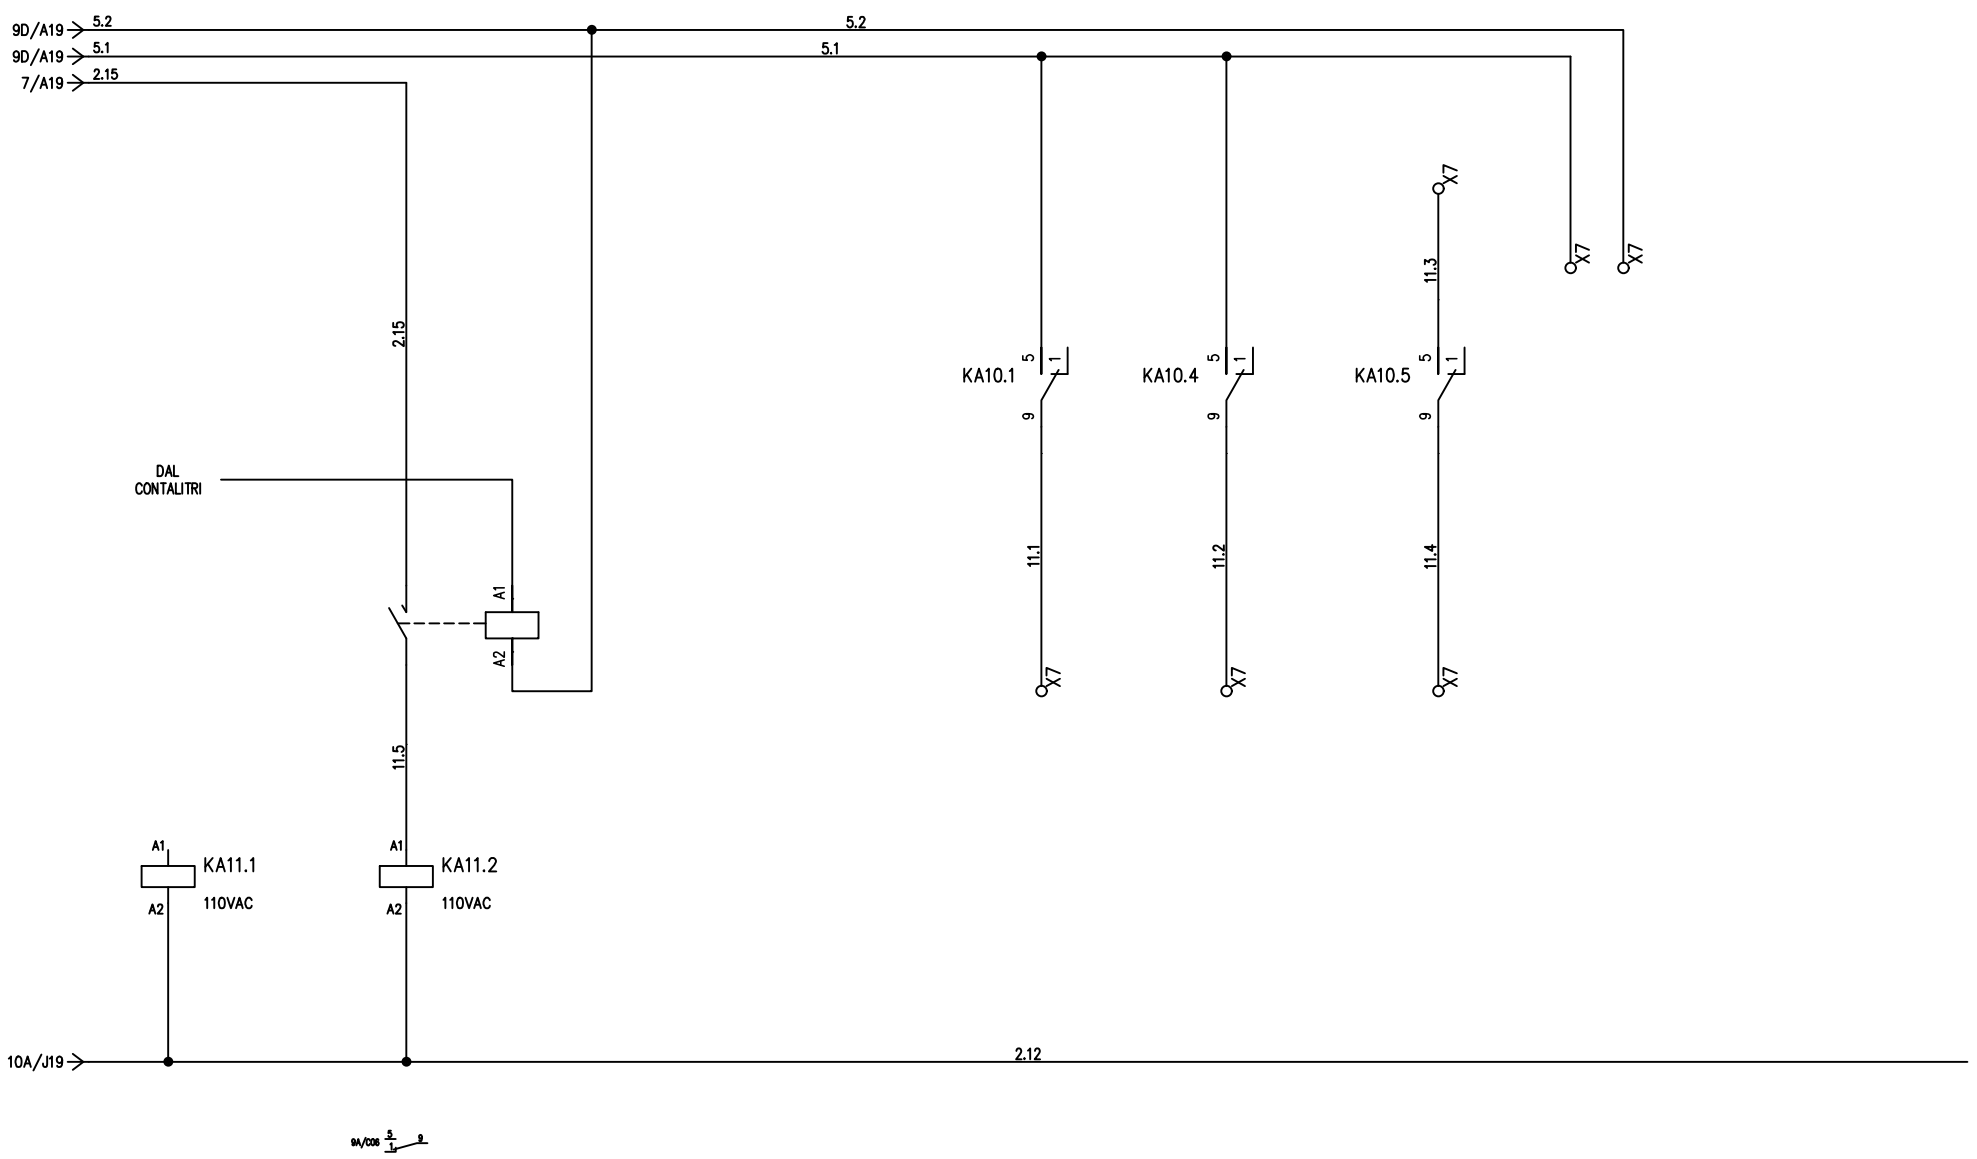 9D/A19 5.2 5.2
9D/A19 5.1 5.1
7/A19 2.15
X7
X7
X7
11.3
2.15
KA10.1 5 1
9
KA10.4 5 1
9
KA10.5 5 1
9
DAL
CONTALITRI
11.1
11.2
11.4
A1
A2
X7
X7
X7
11.5
A1
KA11.1
A2
110VAC
A1
KA11.2
A2
110VAC
10A/J19
2.12
9A/C06 5 9
1